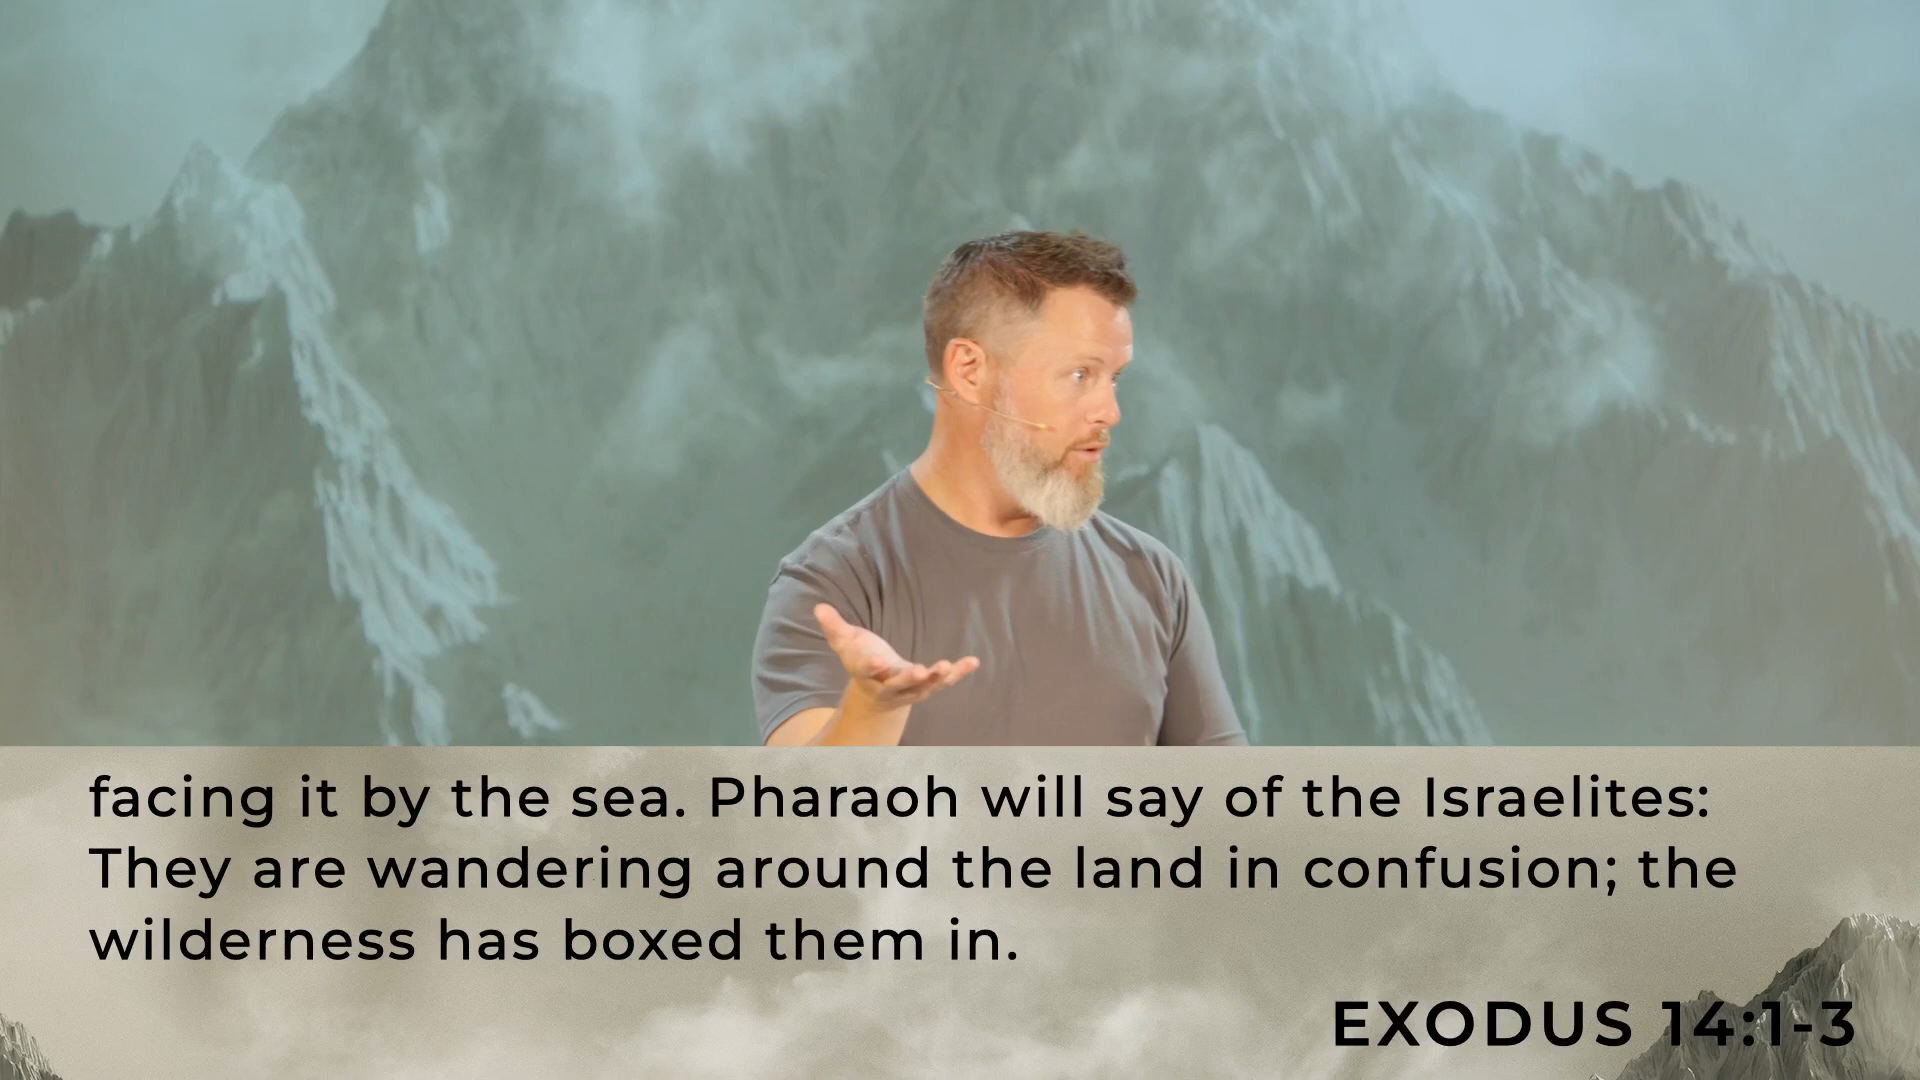 facing it by the sea. Pharaoh will say of the Israelites:
They are wandering around the land in confusion; the
wilderness has boxed them in.
EXODUS 14:1-3